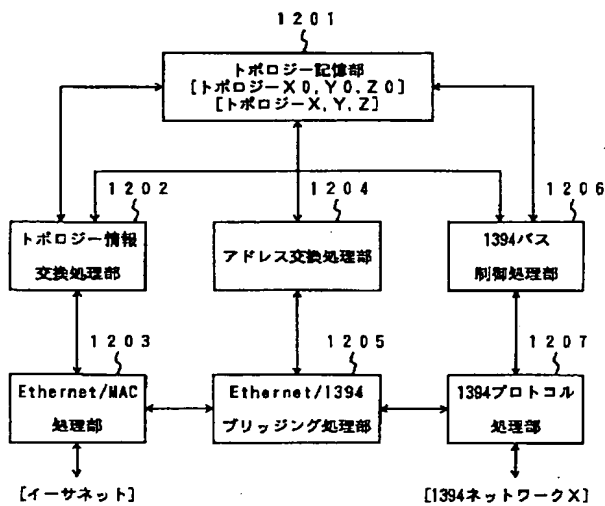 1201
トポロジー記憶部
[トポロジーX0,Y0,Z0]
[トポロジーX,Y,Z]
1202
トポロジー情報
交換処理部
1204
アドレス交換処理部
1206
1394バス
制御処理部
1203
Ethernet/MAC
処理部
1205
Ethernet/1394
ブリッジング処理部
1207
1394プロトコル
処理部
[イーサネット]
[1394ネットワークX]